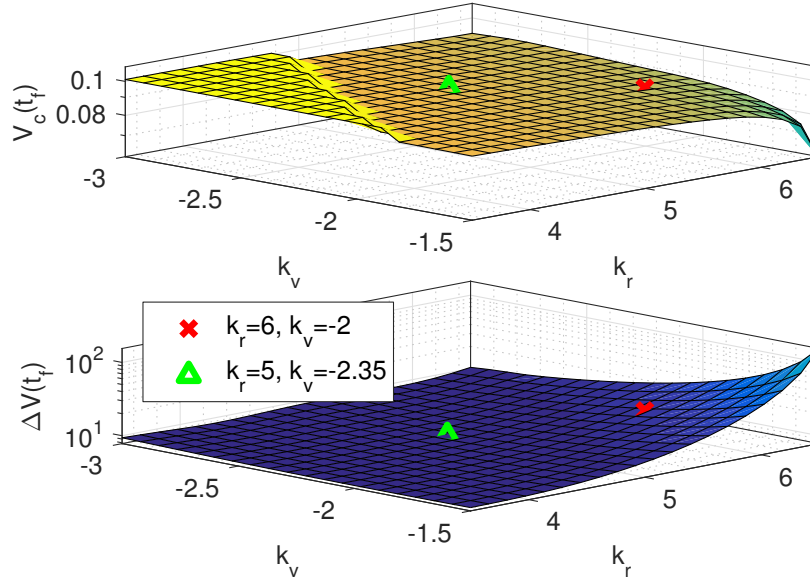 0.1
0.08
V_c(t_f)
-3
-2.5
-2
-1.5
4
5
6
k_v
k_r
k_r=6, k_v=-2
k_r=5, k_v=-2.35
10^2
10^1
ΔV(t_f)
-3
-2.5
-2
-1.5
4
5
6
k_v
k_r